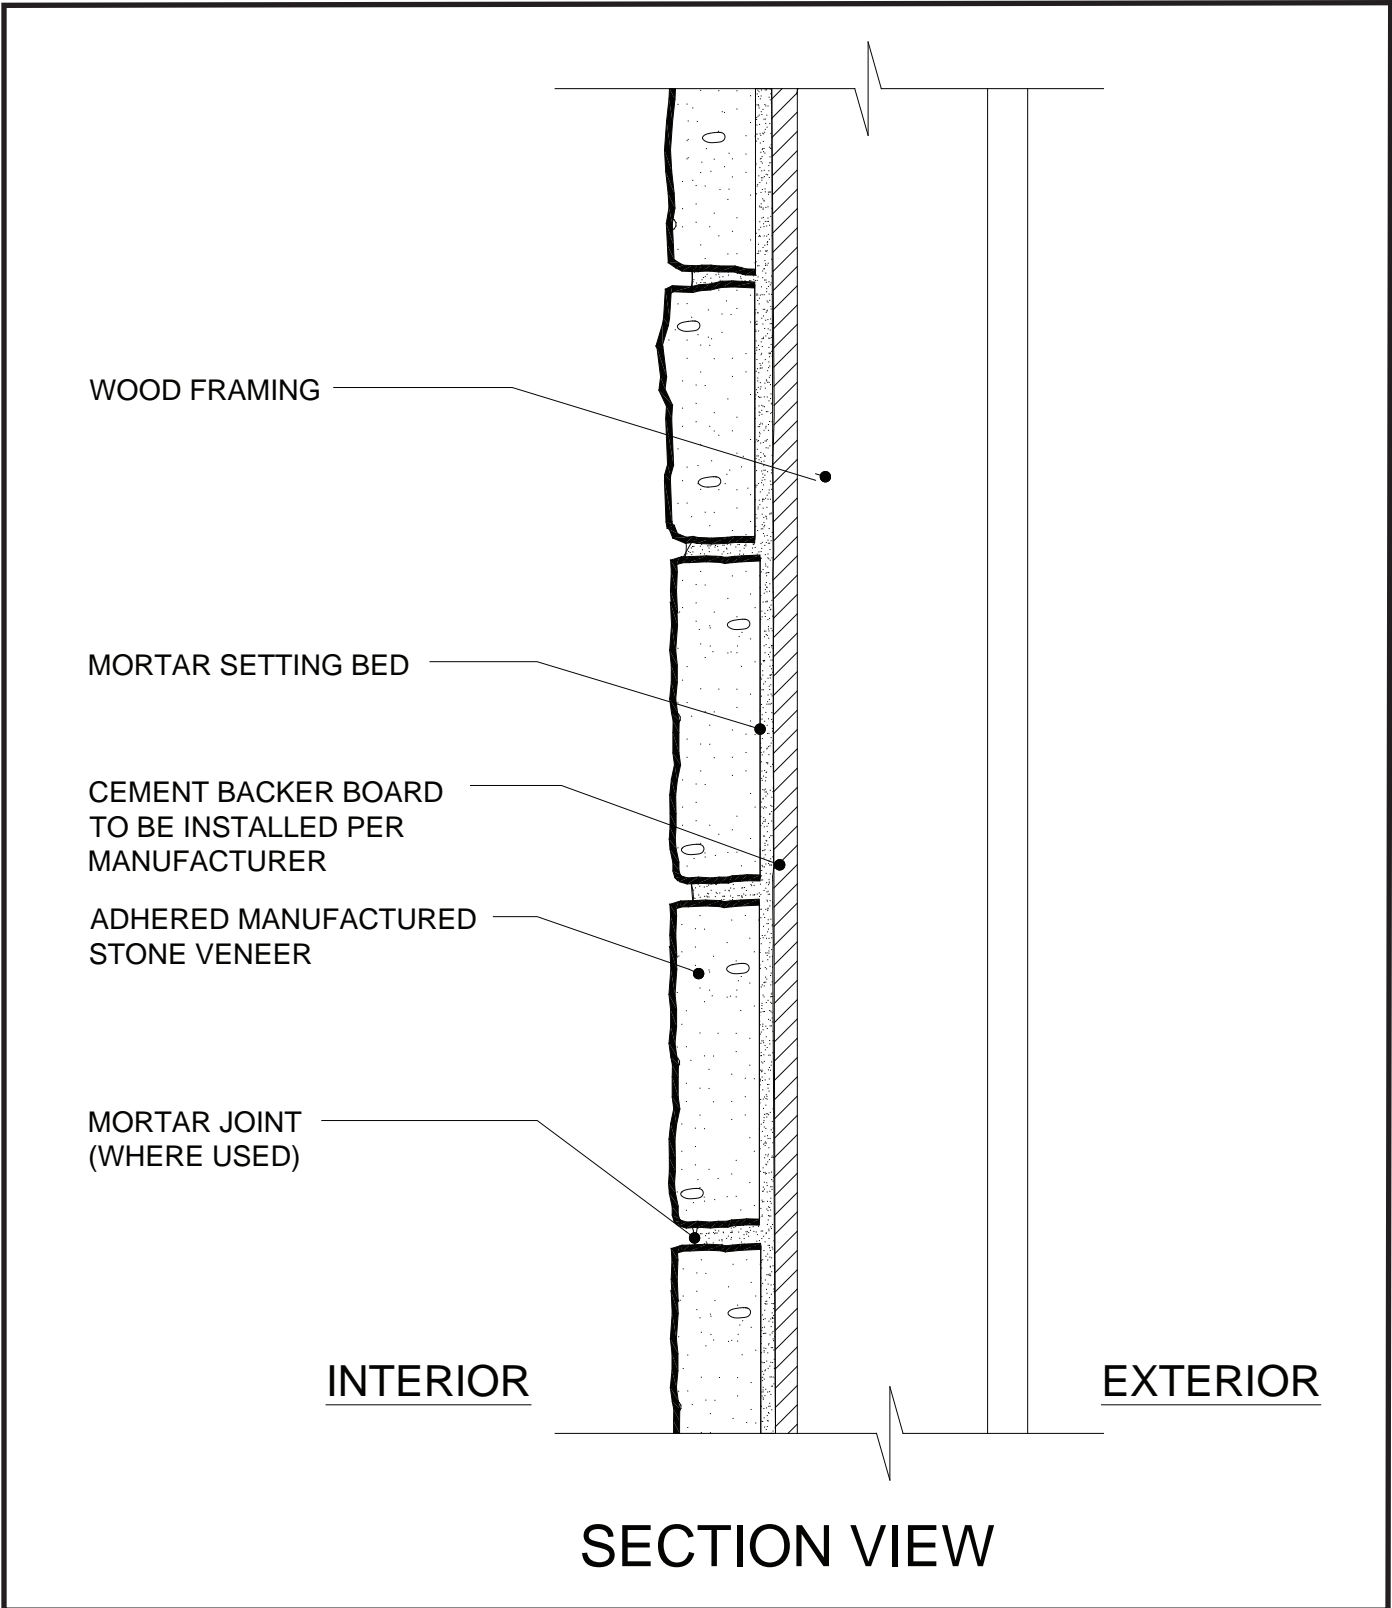 WOOD FRAMING
MORTAR SETTING BED
CEMENT BACKER BOARD
TO BE INSTALLED PER
MANUFACTURER
ADHERED MANUFACTURED
STONE VENEER
MORTAR JOINT
(WHERE USED)
INTERIOR
EXTERIOR
SECTION VIEW